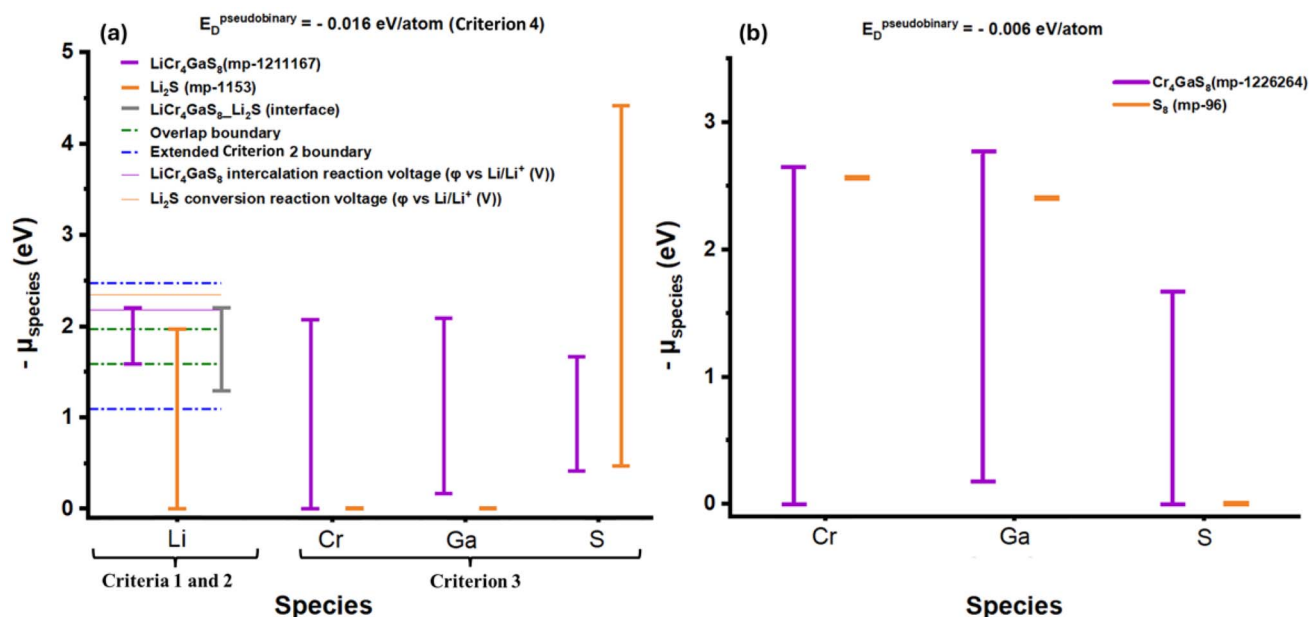 (a)
E_D^pseudobinary = - 0.016 eV/atom (Criterion 4)
LiCr₄GaS₈(mp-1211167)
Li₂S (mp-1153)
LiCr₄GaS₈_Li₂S (interface)
Overlap boundary
Extended Criterion 2 boundary
LiCr₄GaS₈ intercalation reaction voltage (φ vs Li/Li⁺ (V))
Li₂S conversion reaction voltage (φ vs Li/Li⁺ (V))
- μ_species (eV)
5
4
3
2
1
0
Li
Cr
Ga
S
Criteria 1 and 2
Criterion 3
Species
(b)
E_D^pseudobinary = - 0.006 eV/atom
Cr₄GaS₈(mp-1226264)
S₈ (mp-96)
- μ_species (eV)
3
2
1
0
Cr
Ga
S
Species